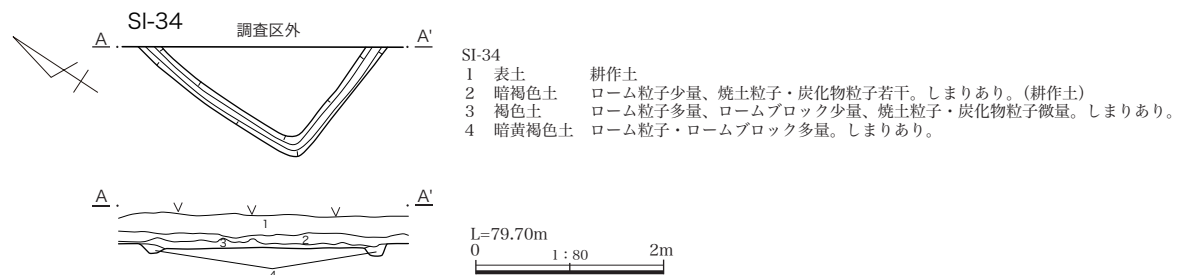 SI-34
調査区外
A A'
SI-34
1 表土 耕作土
2 暗褐色土 ローム粒子少量、焼土粒子・炭化物粒子若干。しまりあり。(耕作土)
3 褐色土 ローム粒子多量、ロームブロック少量、焼土粒子・炭化物粒子微量。しまりあり。
4 暗黄褐色土 ローム粒子・ロームブロック多量。しまりあり。
A A'
1
3 2
4
L=79.70m
0 1：80 2m